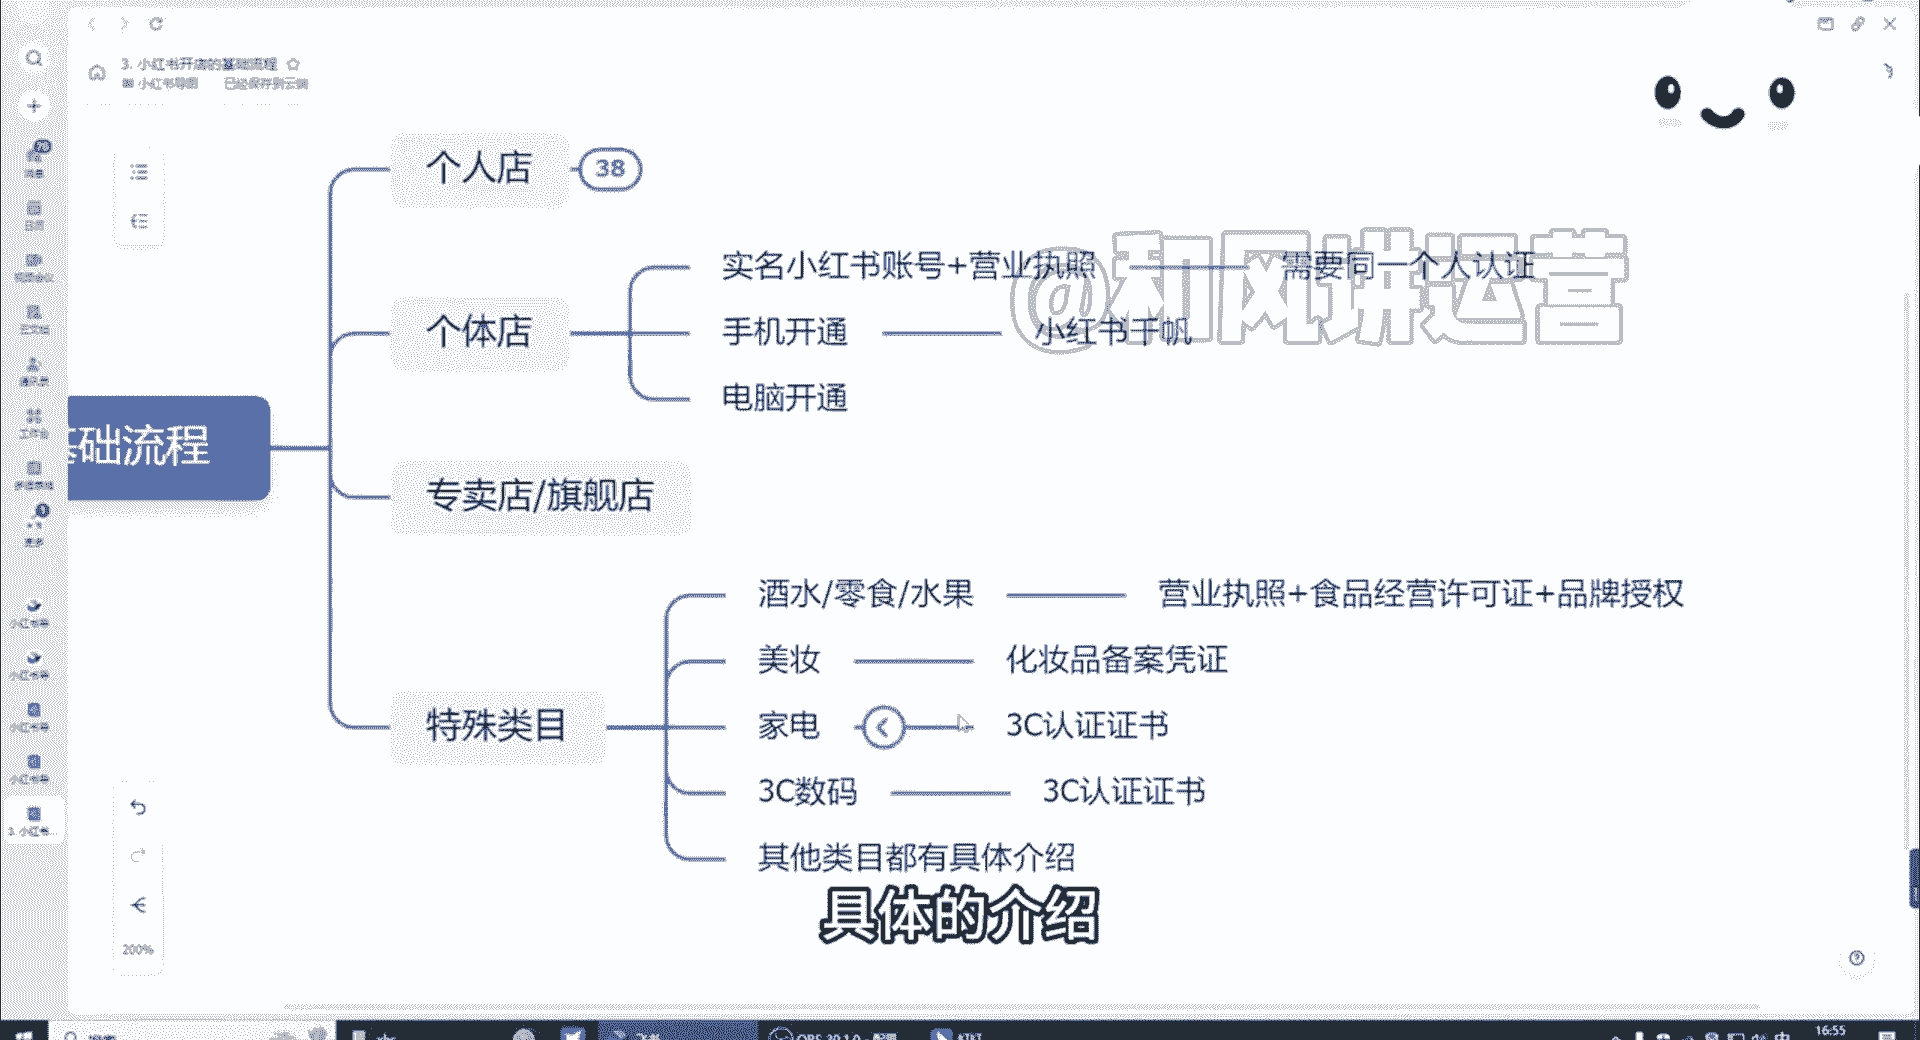 3. 小红书开店的基础流程
小红书导图 已经保存到云端
个人店 38
实名小红书账号+营业执照 需要同一个人认证
@和风讲运营
个体店 手机开通 小红书千帆
电脑开通
基础流程
专卖店/旗舰店
酒水/零食/水果 营业执照+食品经营许可证+品牌授权
美妆 化妆品备案凭证
特殊类目 家电 3C认证证书
3C数码 3C认证证书
其他类目都有具体介绍
具体的介绍
200%
16:55